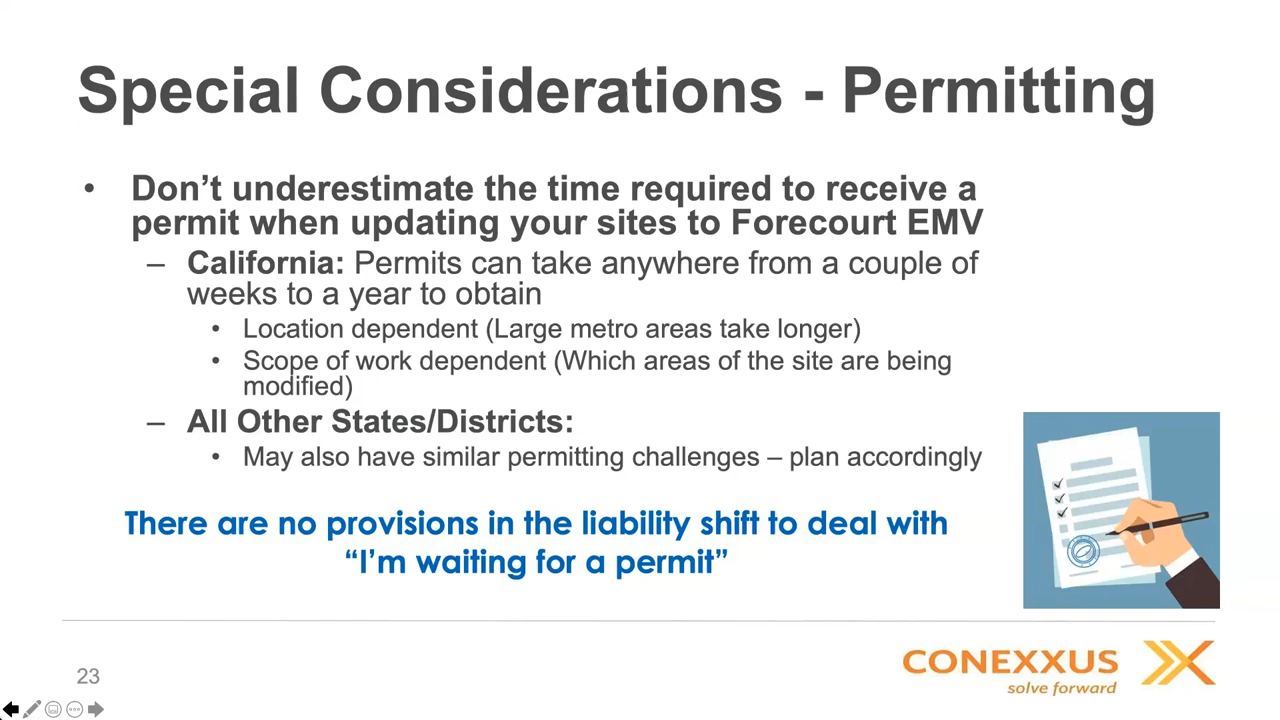 Special Considerations - Permitting
• Don’t underestimate the time required to receive a
permit when updating your sites to Forecourt EMV
– California: Permits can take anywhere from a couple of
weeks to a year to obtain
• Location dependent (Large metro areas take longer)
• Scope of work dependent (Which areas of the site are being
modified)
– All Other States/Districts:
• May also have similar permitting challenges – plan accordingly
There are no provisions in the liability shift to deal with
“I’m waiting for a permit”
23
CONEXXUS
solve forward